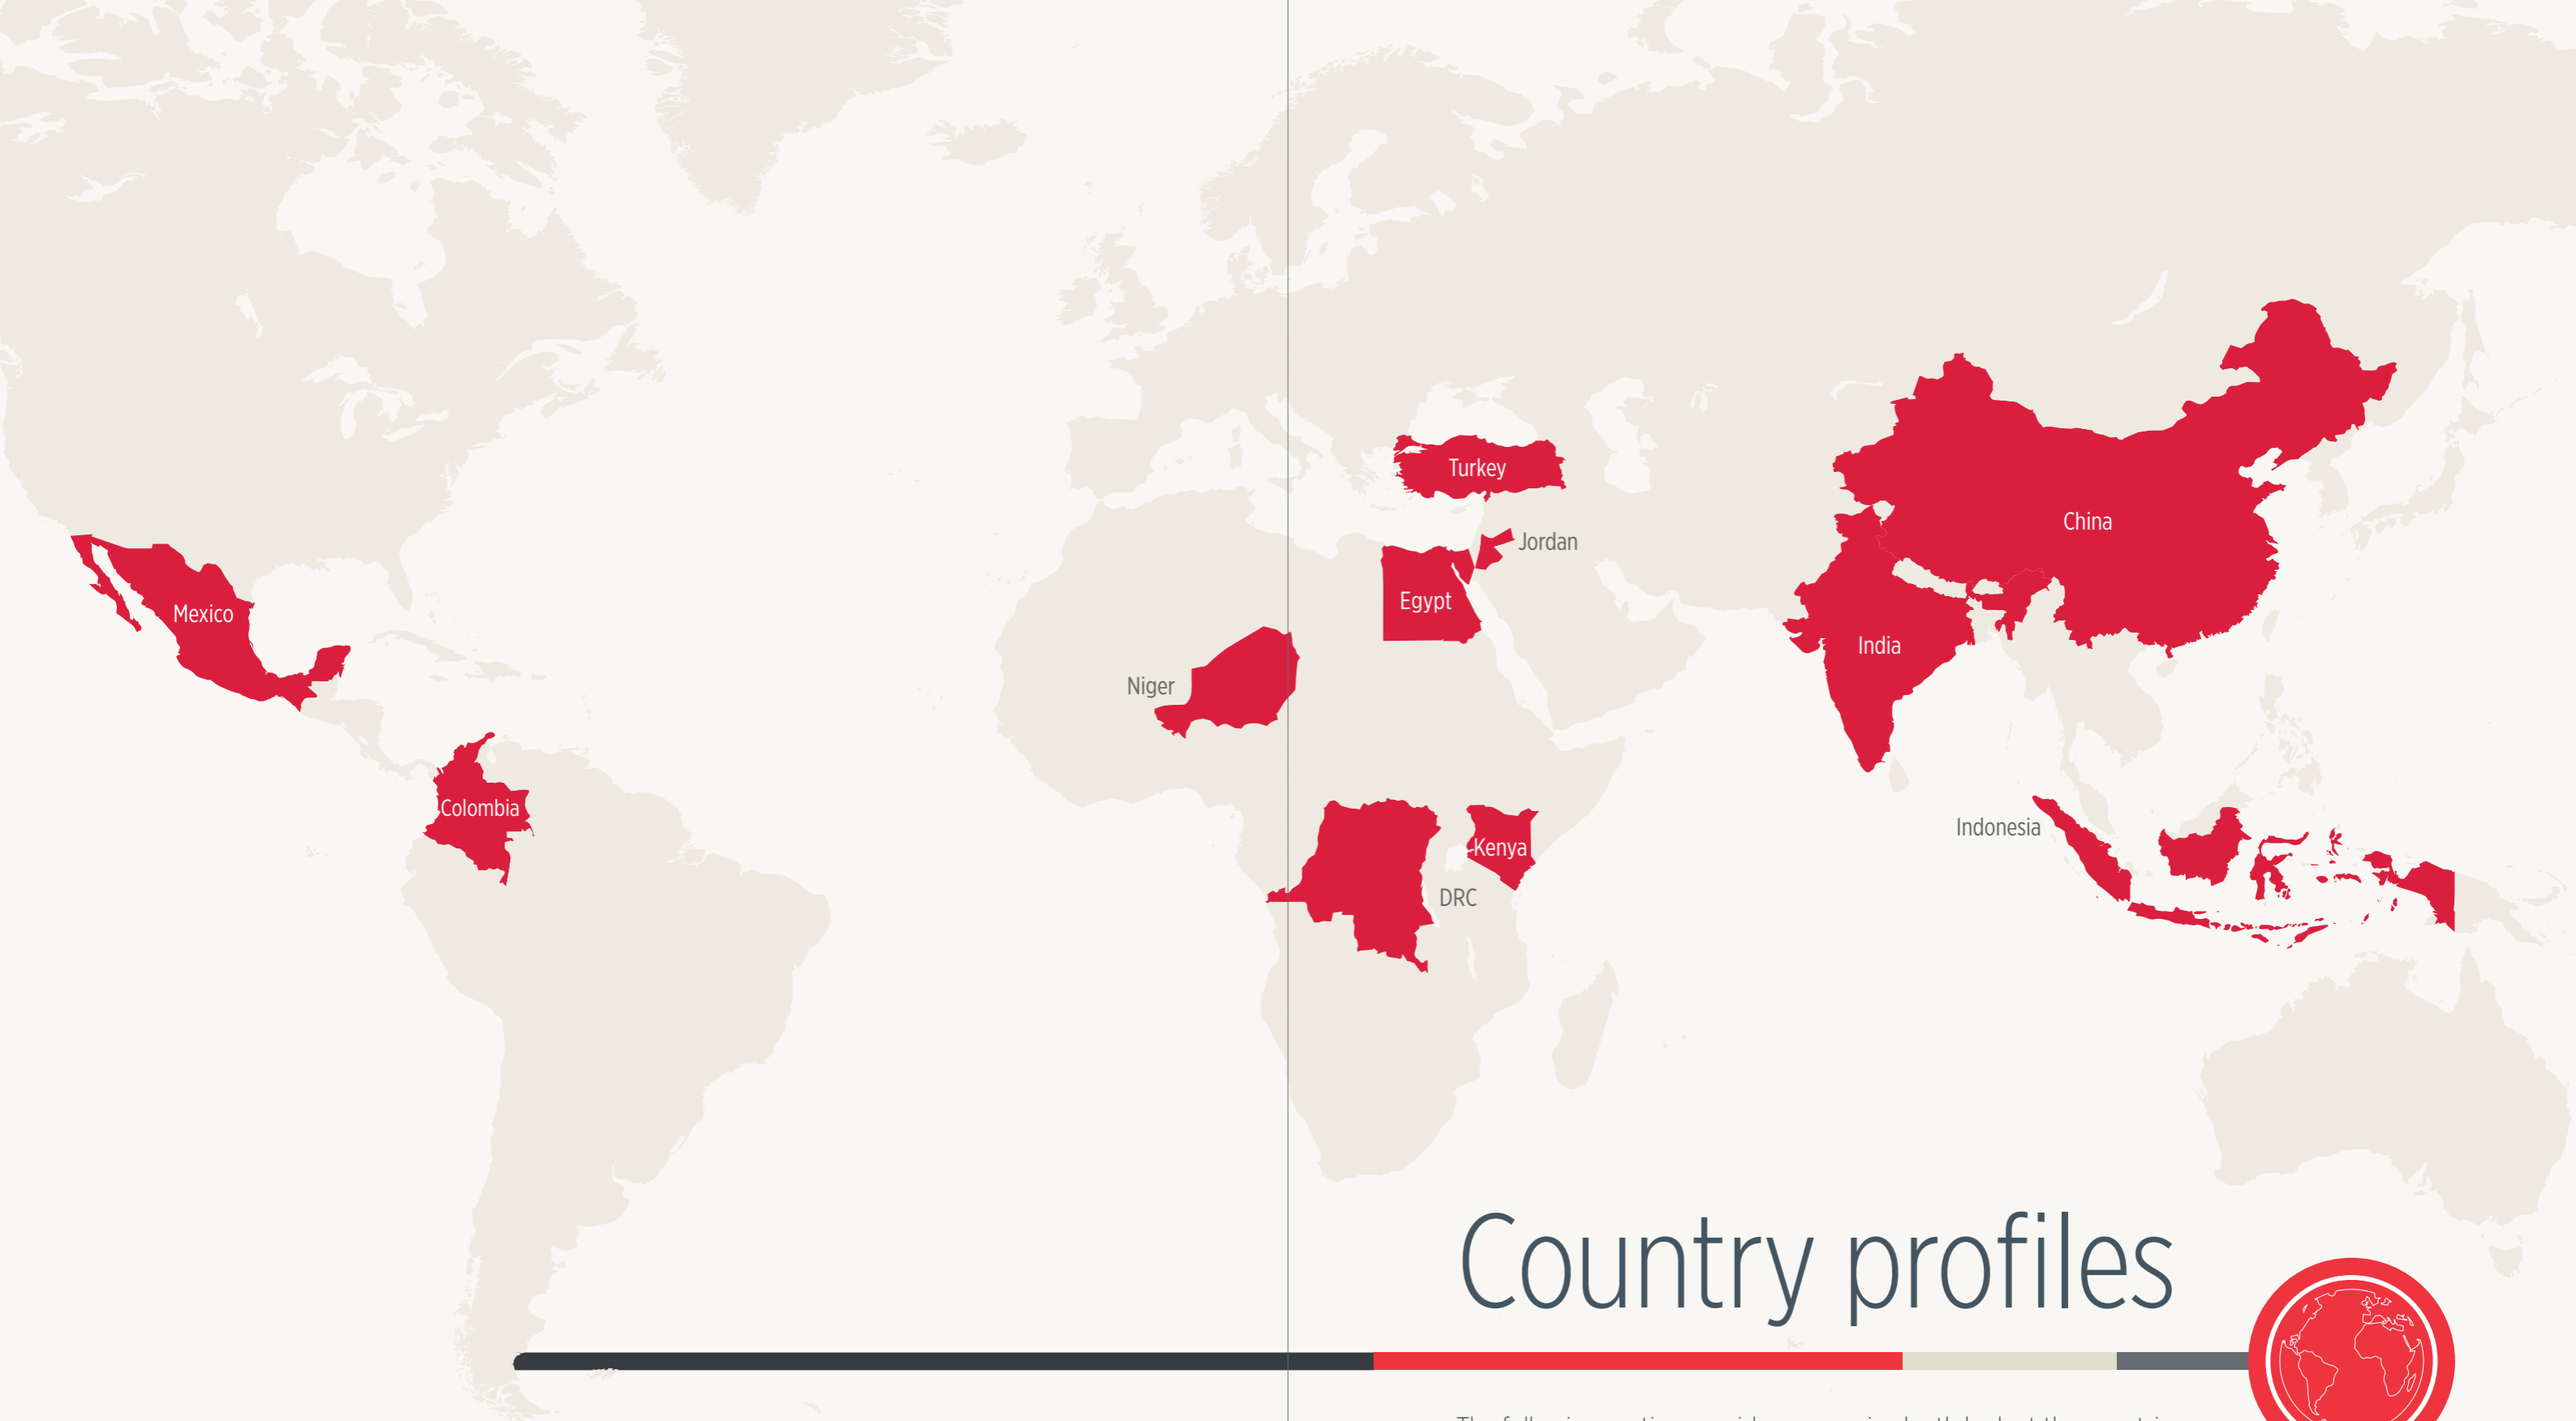 Turkey
China
Jordan
Egypt
Mexico
India
Niger
Colombia
Indonesia
Kenya
DRC
Country profiles